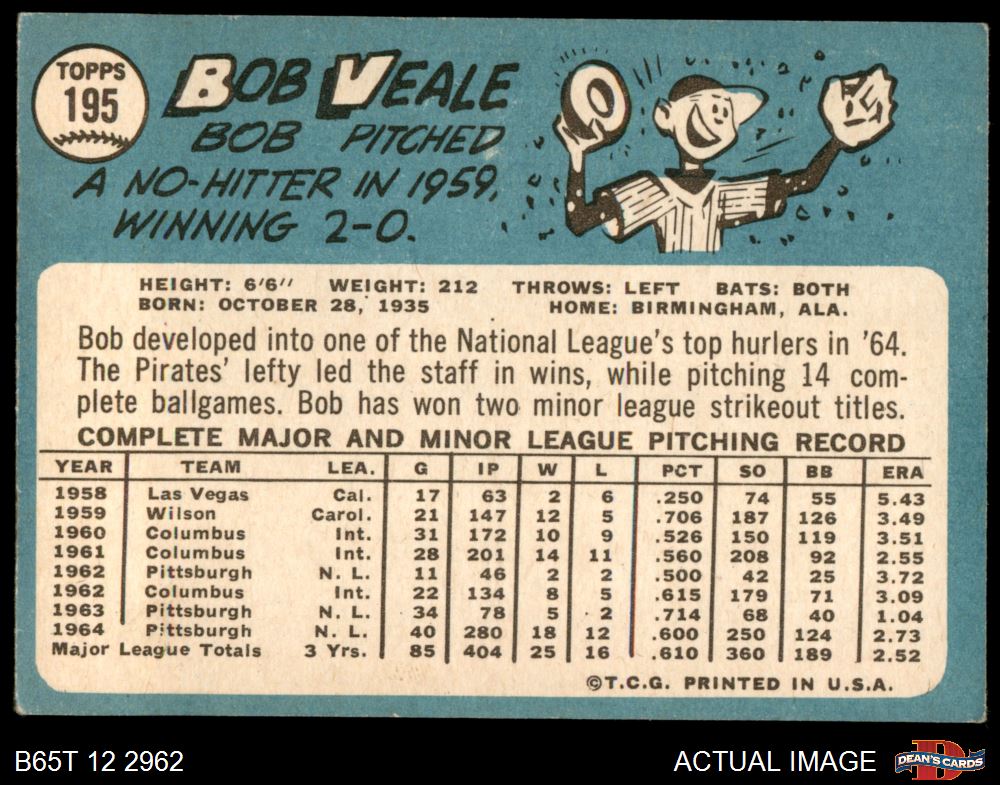 TOPPS
195
BOB VEALE
BOB PITCHED
A NO-HITTER IN 1959,
WINNING 2-0.
HEIGHT: 6'6" WEIGHT: 212 THROWS: LEFT BATS: BOTH
BORN: OCTOBER 28, 1935 HOME: BIRMINGHAM, ALA.
Bob developed into one of the National League's top hurlers in '64.
The Pirates' lefty led the staff in wins, while pitching 14 com-
plete ballgames. Bob has won two minor league strikeout titles.
COMPLETE MAJOR AND MINOR LEAGUE PITCHING RECORD
YEAR TEAM LEA. G IP W L PCT SO BB ERA
1958 Las Vegas Cal. 17 63 2 6 .250 74 55 5.43
1959 Wilson Carol. 21 147 12 5 .706 187 126 3.49
1960 Columbus Int. 31 172 10 9 .526 150 119 3.51
1961 Columbus Int. 28 201 14 11 .560 208 92 2.55
1962 Pittsburgh N. L. 11 46 2 2 .500 42 25 3.72
1962 Columbus Int. 22 134 8 5 .615 179 71 3.09
1963 Pittsburgh N. L. 34 78 5 2 .714 68 40 1.04
1964 Pittsburgh N. L. 40 280 18 12 .600 250 124 2.73
Major League Totals 3 Yrs. 85 404 25 16 .610 360 189 2.52
©T.C.G. PRINTED IN U.S.A.
B65T 12 2962 ACTUAL IMAGE
D
DEAN'S CARDS